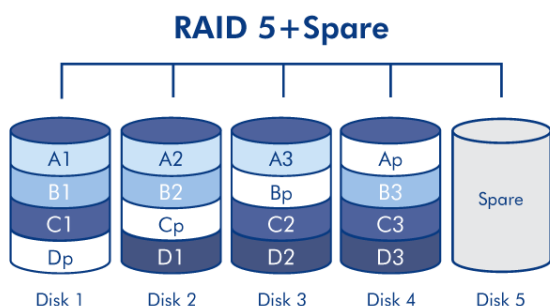 RAID 5+Spare
A1 A2 A3 Ap
B1 B2 Bp B3 Spare
C1 Cp C2 C3
Dp D1 D2 D3
Disk 1 Disk 2 Disk 3 Disk 4 Disk 5